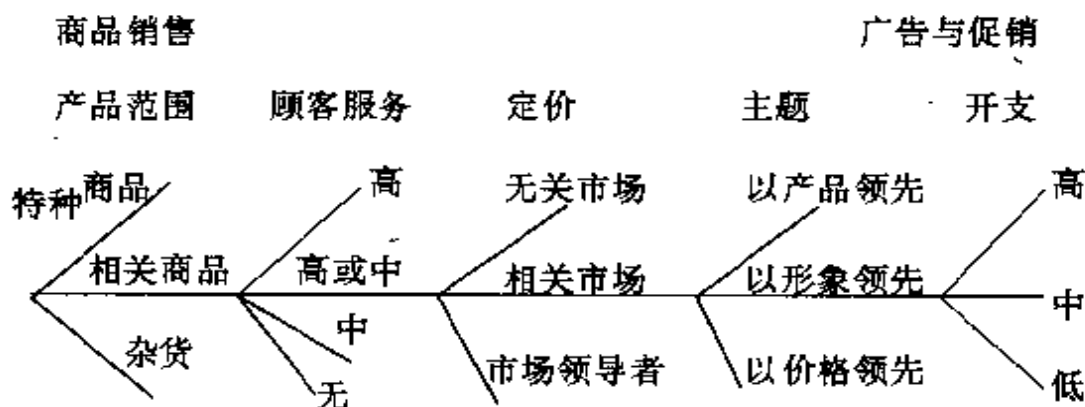 商品销售 广告与促销
产品范围 顾客服务 定价 主题 开支
特种商品 高 无关市场 以产品领先 高
相关商品 高或中 相关市场 以形象领先 中
杂货 中 市场领导者 以价格领先 低
无